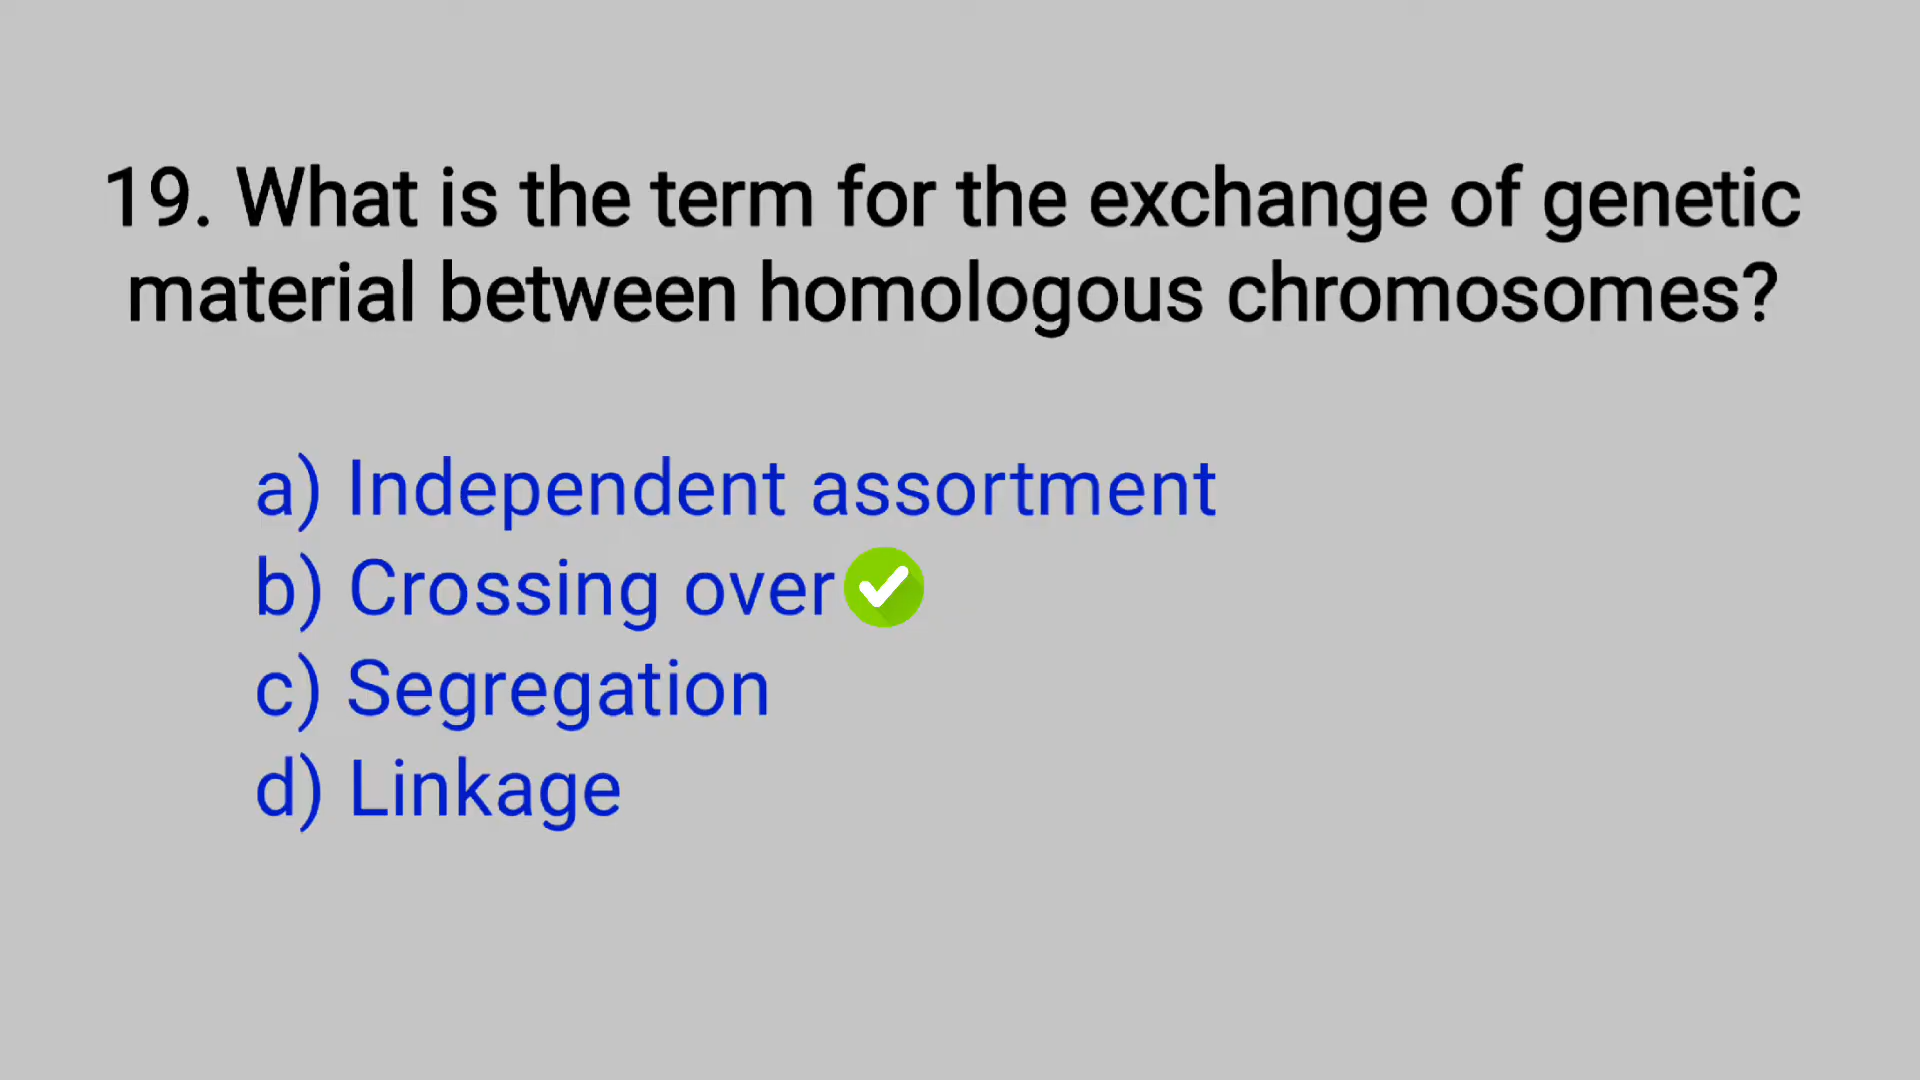 19. What is the term for the exchange of genetic
material between homologous chromosomes?
a) Independent assortment
b) Crossing over
c) Segregation
d) Linkage